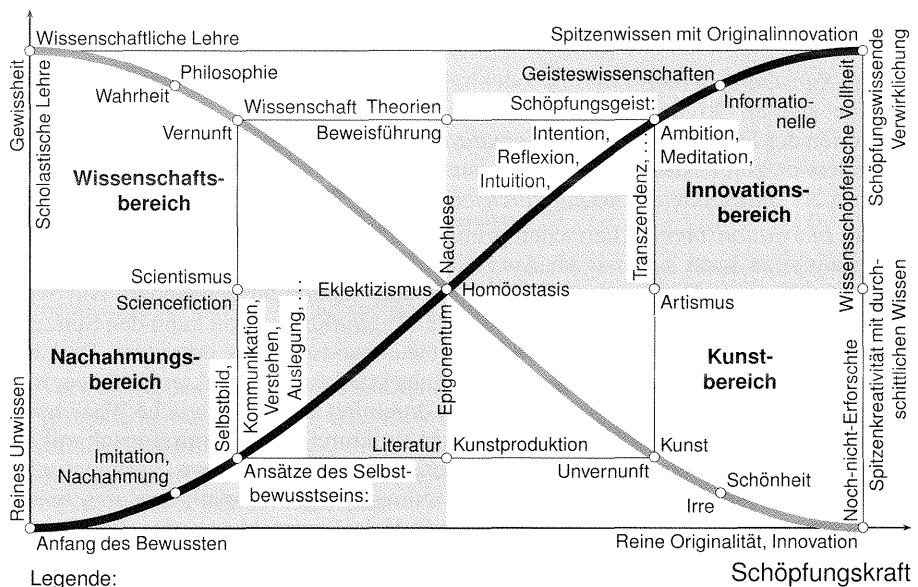 Wissenschaftliche Lehre
Spitzenwissen mit Originalinnovation
Gewissheit
Scholastische Lehre
Philosophie
Wahrheit
Geisteswissenschaften
Informatio-
nelle
Vernunft
Wissenschaft Theorien
Beweisführung
Schöpfungsgeist:
Intention,
Reflexion,
Intuition,
Transzendenz, ...
Ambition,
Meditation,
Wissenschafts-
bereich
Innovations-
bereich
Wissensschöpferische Vollheit
Schöpfungswissende
Verwirklichung
Scientismus
Sciencefiction
Eklektizismus
Nachlese
Homöostasis
Epigonentum
Artismus
Nachahmungs-
bereich
Selbstbild,
Kommunikation,
Verstehen,
Auslegung, ...
Kunst-
bereich
Reines Unwissen
Imitation,
Nachahmung
Ansätze des Selbst-
bewusstseins:
Literatur
Kunstproduktion
Unvernunft
Kunst
Schönheit
Irre
Noch-nicht-Erforschte
Spitzenkreativität mit durch-
schittlichen Wissen
Anfang des Bewussten
Reine Originalität, Innovation
Legende:
Schöpfungskraft